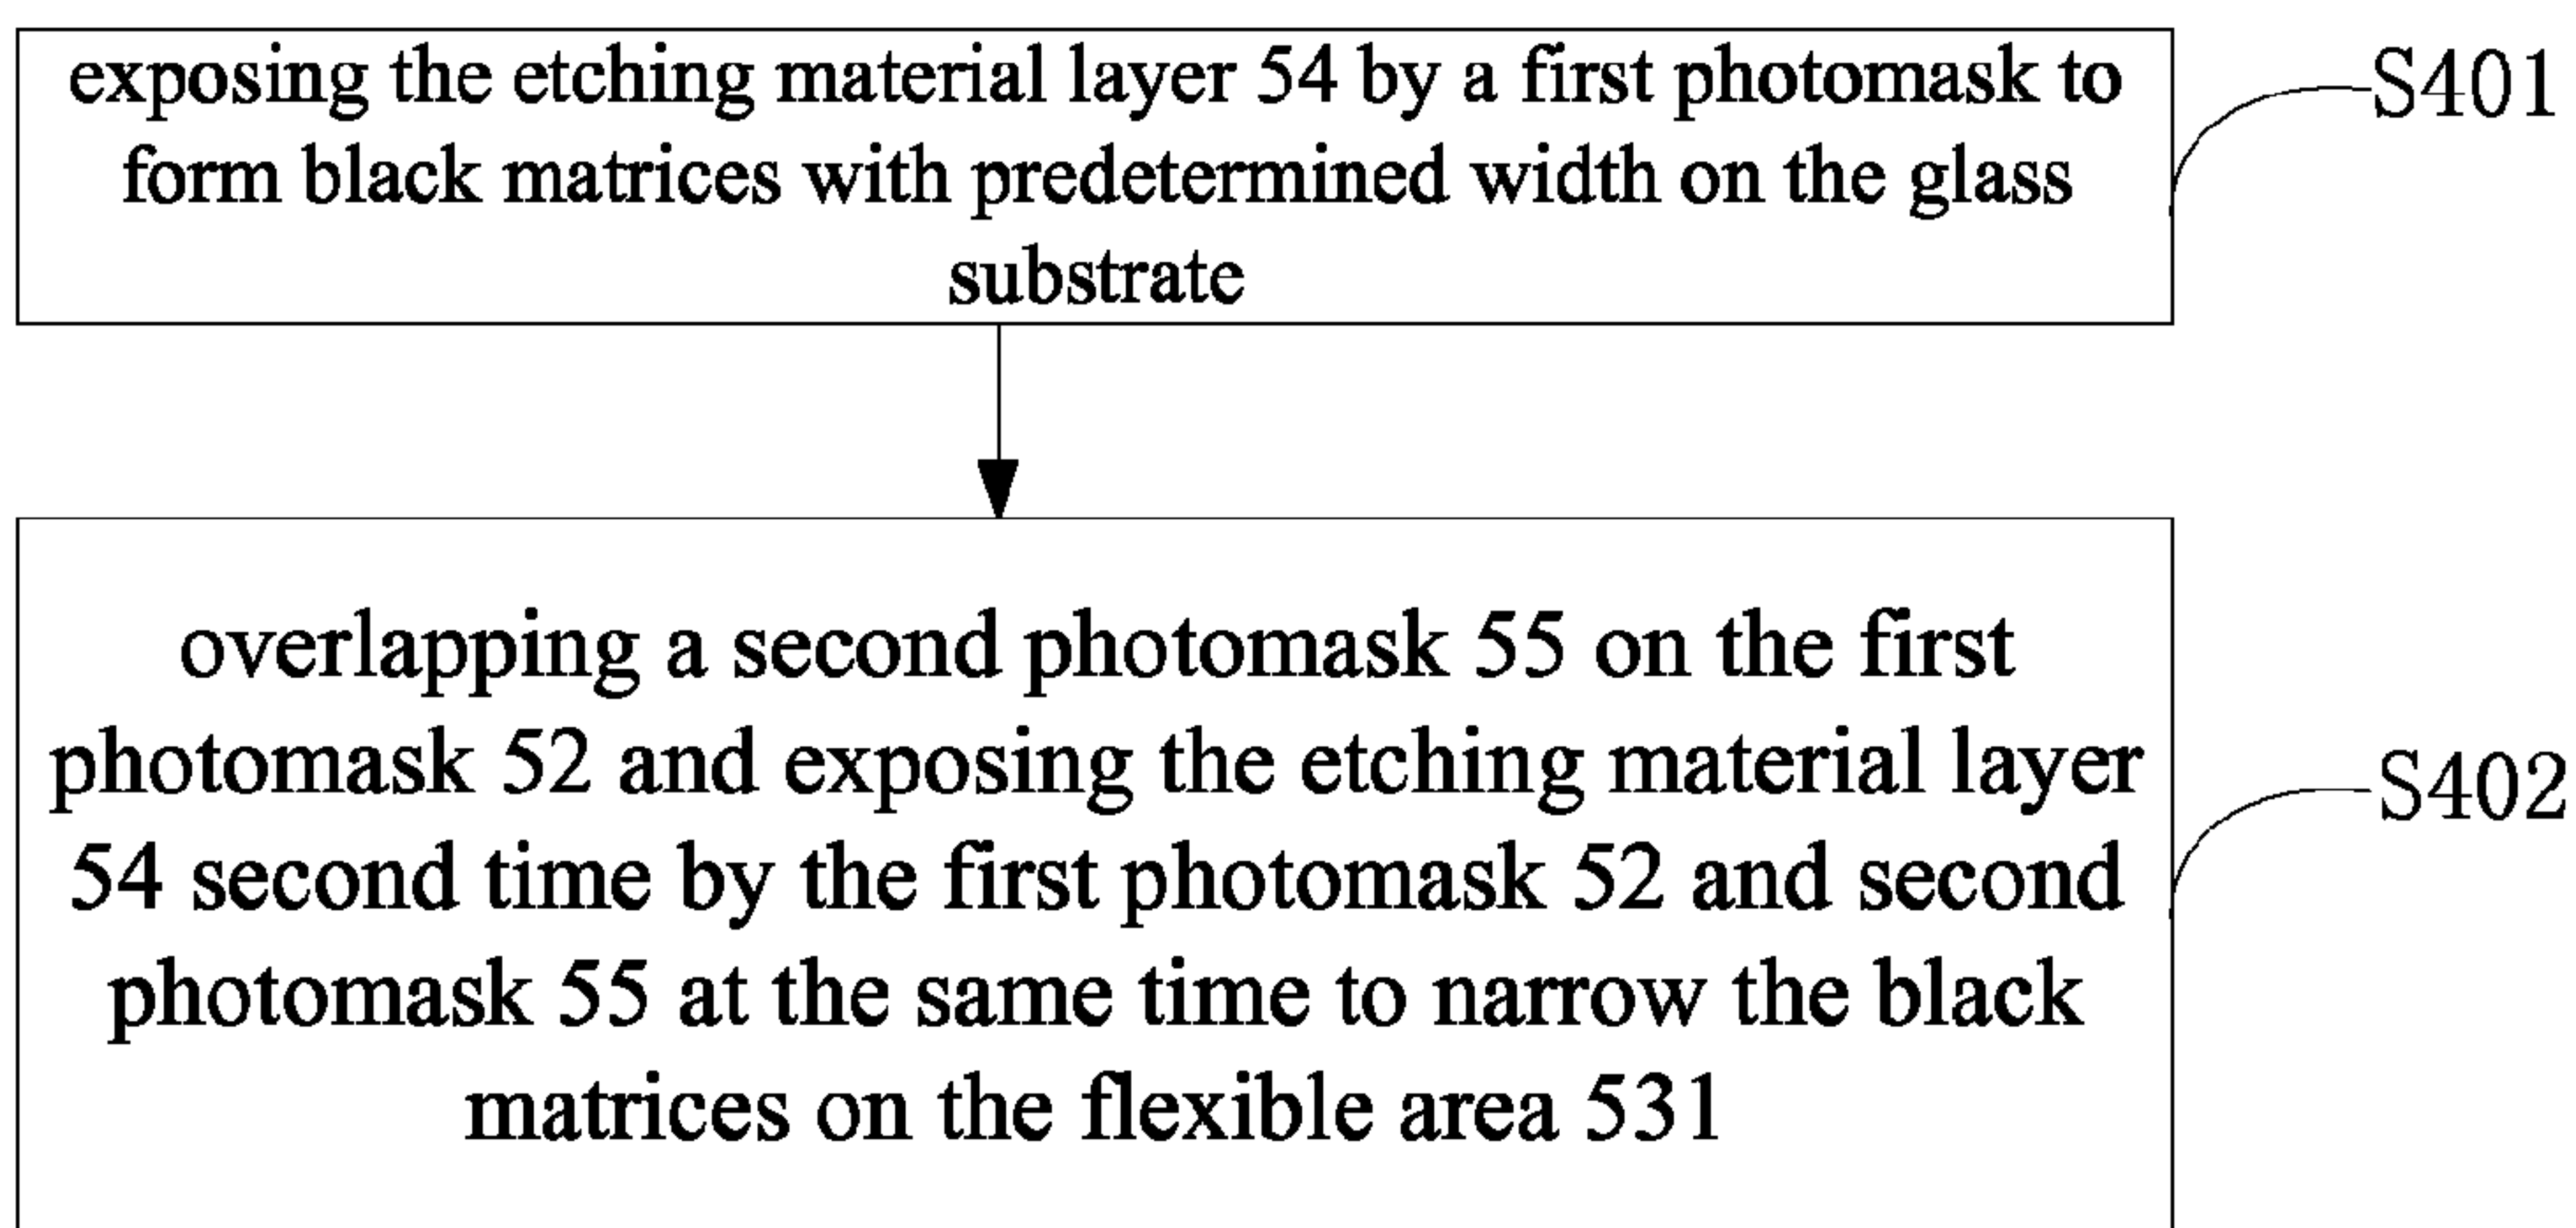 exposing the etching material layer 54 by a first photomask to
form black matrices with predetermined width on the glass
substrate
S401
overlapping a second photomask 55 on the first
photomask 52 and exposing the etching material layer
54 second time by the first photomask 52 and second
photomask 55 at the same time to narrow the black
matrices on the flexible area 531
S402